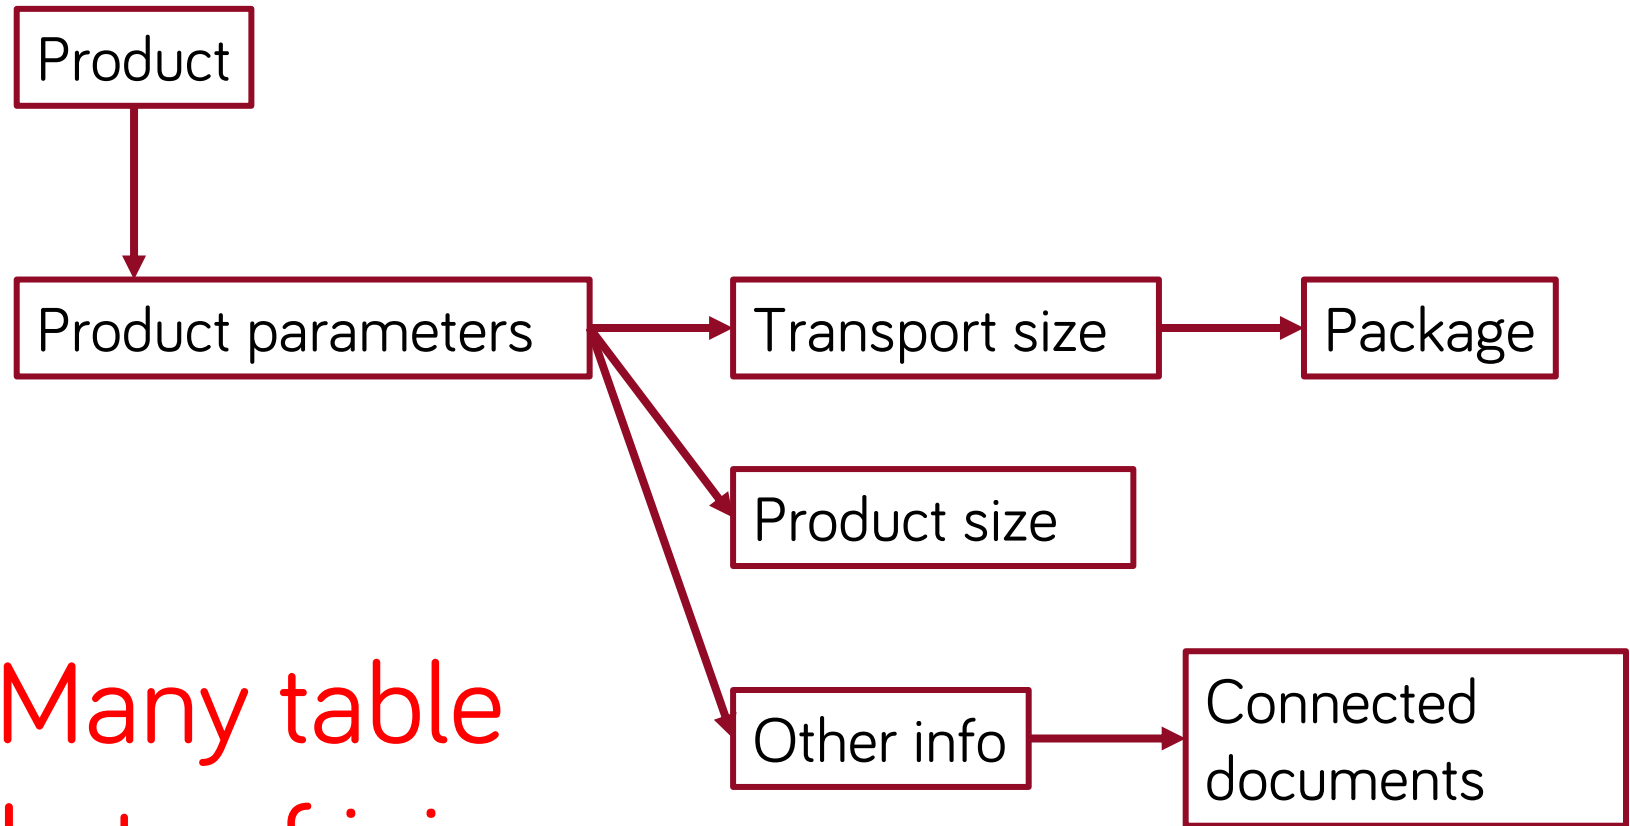 Product
Product parameters
Transport size
Package
Product size
Many table
Other info
Connected
documents